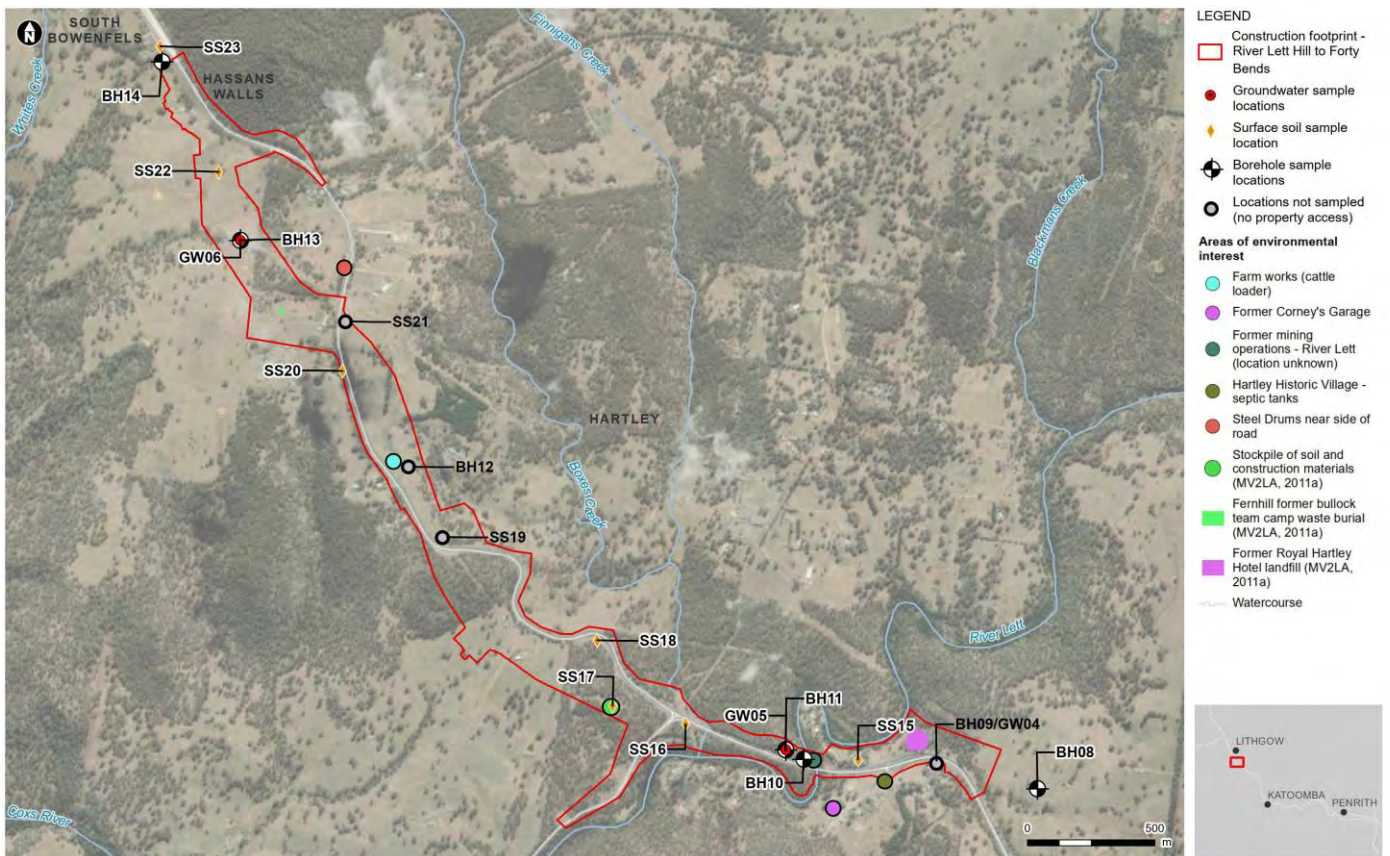 N
SOUTH
BOWENFELS
SS23
HASSANS
WALLS
BH14
Whites Creek
Finnigans Creek
SS22
BH13
GW06
Blackmans Creek
SS21
SS20
HARTLEY
BH12
Boxes Creek
SS19
River Lett
SS18
SS17
BH11
GW05
SS15
BH09/GW04
SS16
BH08
BH10
Coxs River
0 500
m
LEGEND
Construction footprint -
River Lett Hill to Forty
Bends
Groundwater sample
locations
Surface soil sample
location
Borehole sample
locations
Locations not sampled
(no property access)
Areas of environmental
interest
Farm works (cattle
loader)
Former Corney's Garage
Former mining
operations - River Lett
(location unknown)
Hartley Historic Village -
septic tanks
Steel Drums near side of
road
Stockpile of soil and
construction materials
(MV2LA, 2011a)
Fernhill former bullock
team camp waste burial
(MV2LA, 2011a)
Former Royal Hartley
Hotel landfill (MV2LA,
2011a)
Watercourse
LITHGOW
KATOOMBA
PENRITH